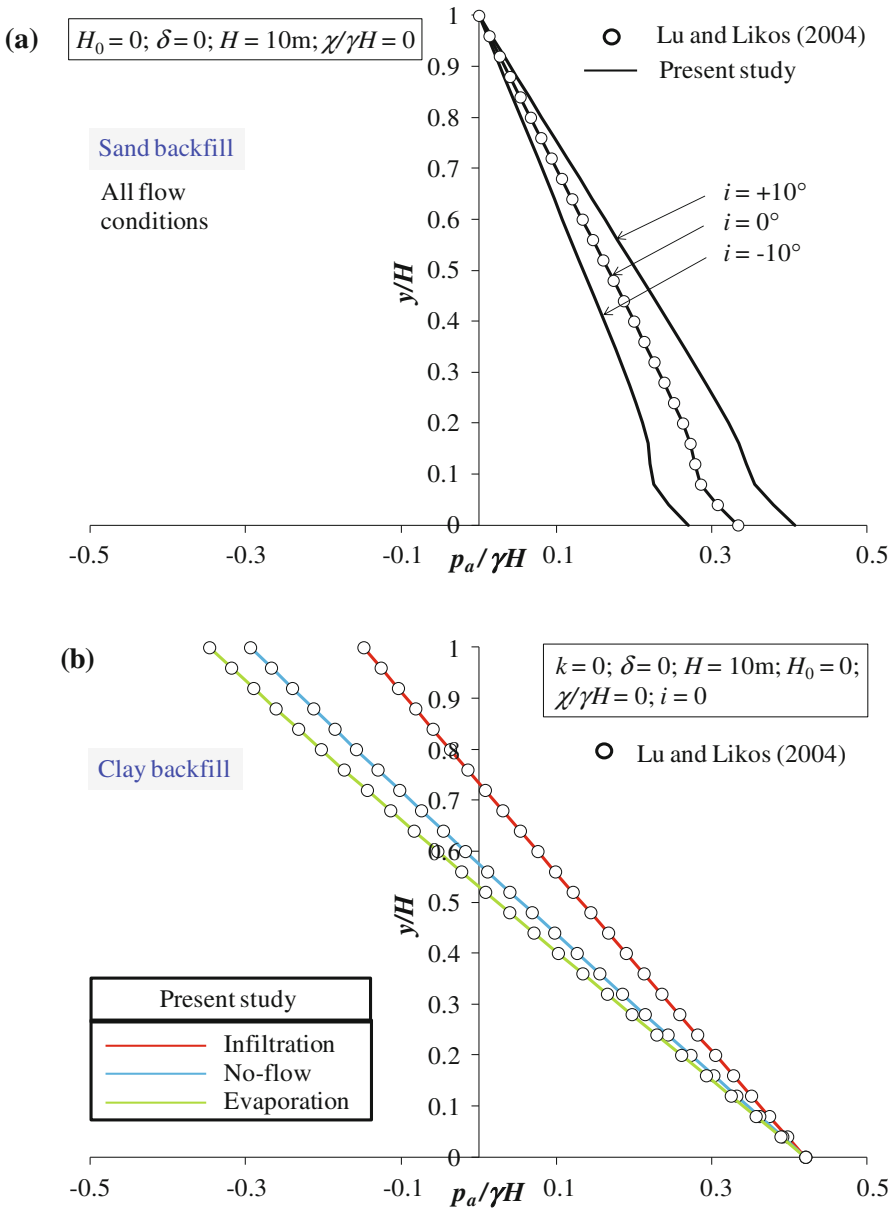 (a)
H₀ = 0; δ = 0; H = 10m; χ/γH = 0
Lu and Likos (2004)
Present study
Sand backfill
All flow
conditions
i = +10°
i = 0°
i = -10°
y/H
1
0.9
0.8
0.7
0.6
0.5
0.4
0.3
0.2
0.1
0
-0.5
-0.3
-0.1
0.1
0.3
0.5
pₐ/γH
(b)
k = 0; δ = 0; H = 10m; H₀ = 0;
χ/γH = 0; i = 0
Lu and Likos (2004)
Clay backfill
y/H
1
0.9
0.8
0.7
0.6
0.5
0.4
0.3
0.2
0.1
0
Present study
Infiltration
No-flow
Evaporation
-0.5
-0.3
-0.1
0.1
0.3
0.5
pₐ/γH